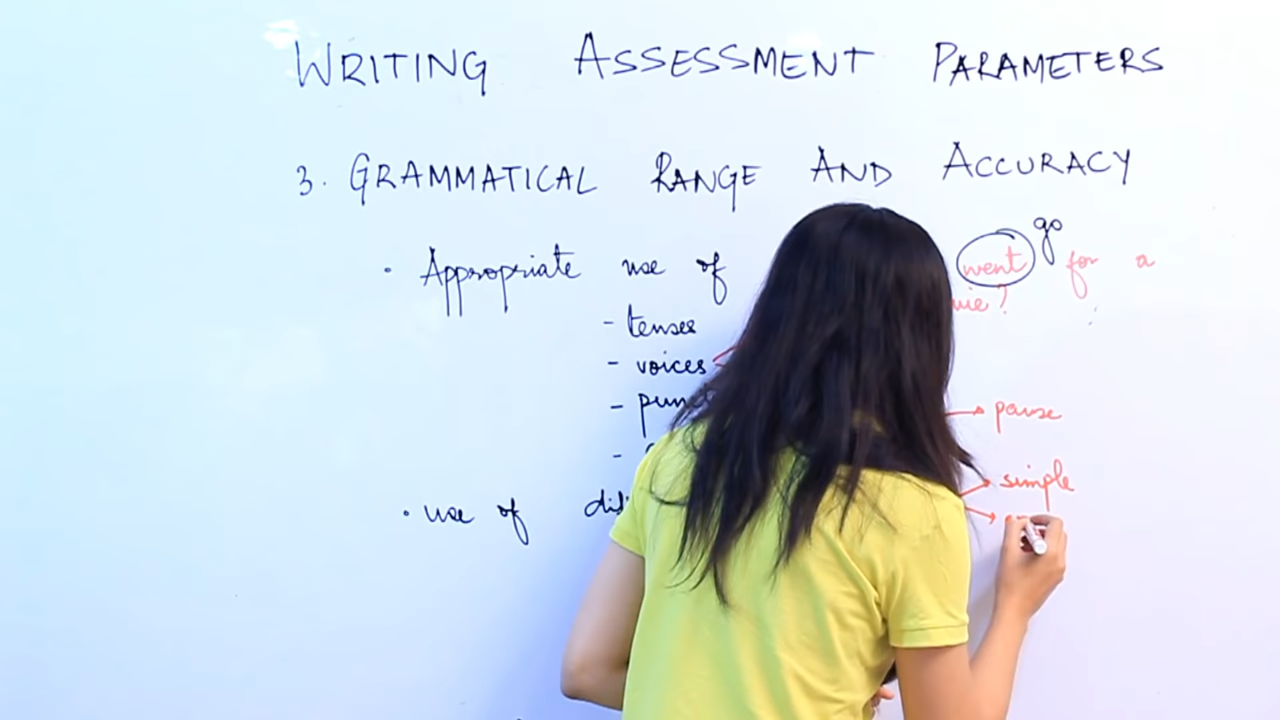 WRITING ASSESSMENT PARAMETERS
3. GRAMMATICAL RANGE AND ACCURACY
go
• Appropriate use of went for a
- tenses
- voices
- pause
simple
• use of